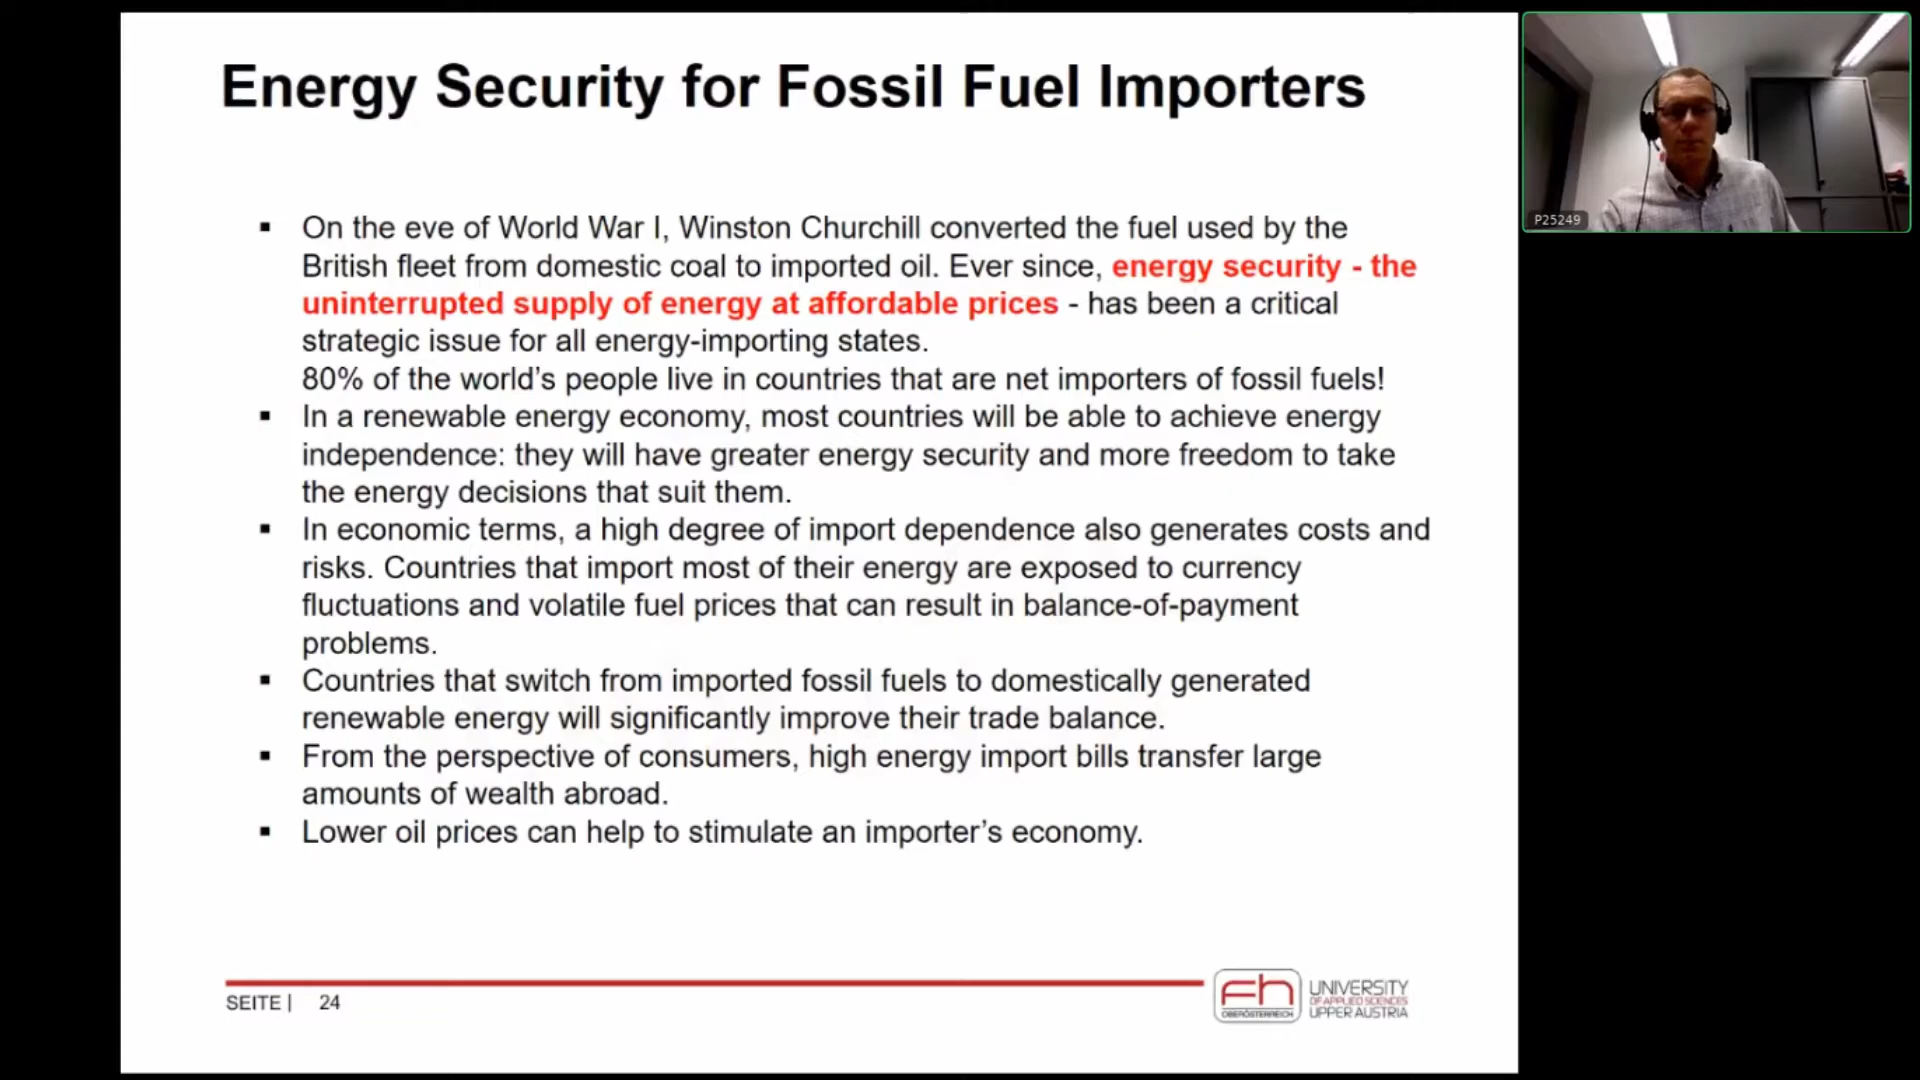 Energy Security for Fossil Fuel Importers
▪ On the eve of World War I, Winston Churchill converted the fuel used by the
British fleet from domestic coal to imported oil. Ever since, energy security - the
uninterrupted supply of energy at affordable prices - has been a critical
strategic issue for all energy-importing states.
80% of the world’s people live in countries that are net importers of fossil fuels!
▪ In a renewable energy economy, most countries will be able to achieve energy
independence: they will have greater energy security and more freedom to take
the energy decisions that suit them.
▪ In economic terms, a high degree of import dependence also generates costs and
risks. Countries that import most of their energy are exposed to currency
fluctuations and volatile fuel prices that can result in balance-of-payment
problems.
▪ Countries that switch from imported fossil fuels to domestically generated
renewable energy will significantly improve their trade balance.
▪ From the perspective of consumers, high energy import bills transfer large
amounts of wealth abroad.
▪ Lower oil prices can help to stimulate an importer’s economy.
SEITE | 24
fh
OBERÖSTERREICH
UNIVERSITY
OF APPLIED SCIENCES
UPPER AUSTRIA
P25249